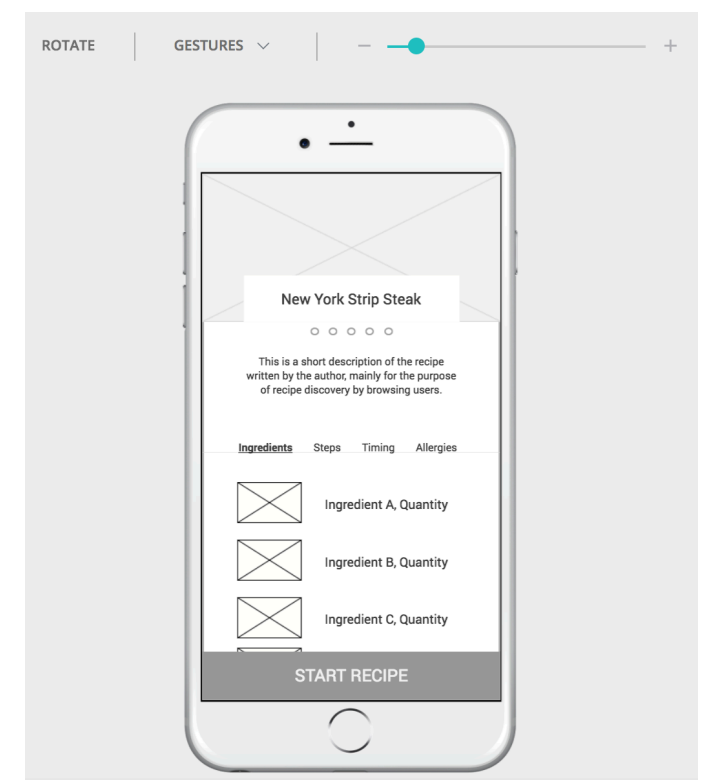 ROTATE
GESTURES
New York Strip Steak
This is a short description of the recipe
written by the author, mainly for the purpose
of recipe discovery by browsing users.
Ingredients Steps Timing Allergies
Ingredient A, Quantity
Ingredient B, Quantity
Ingredient C, Quantity
START RECIPE